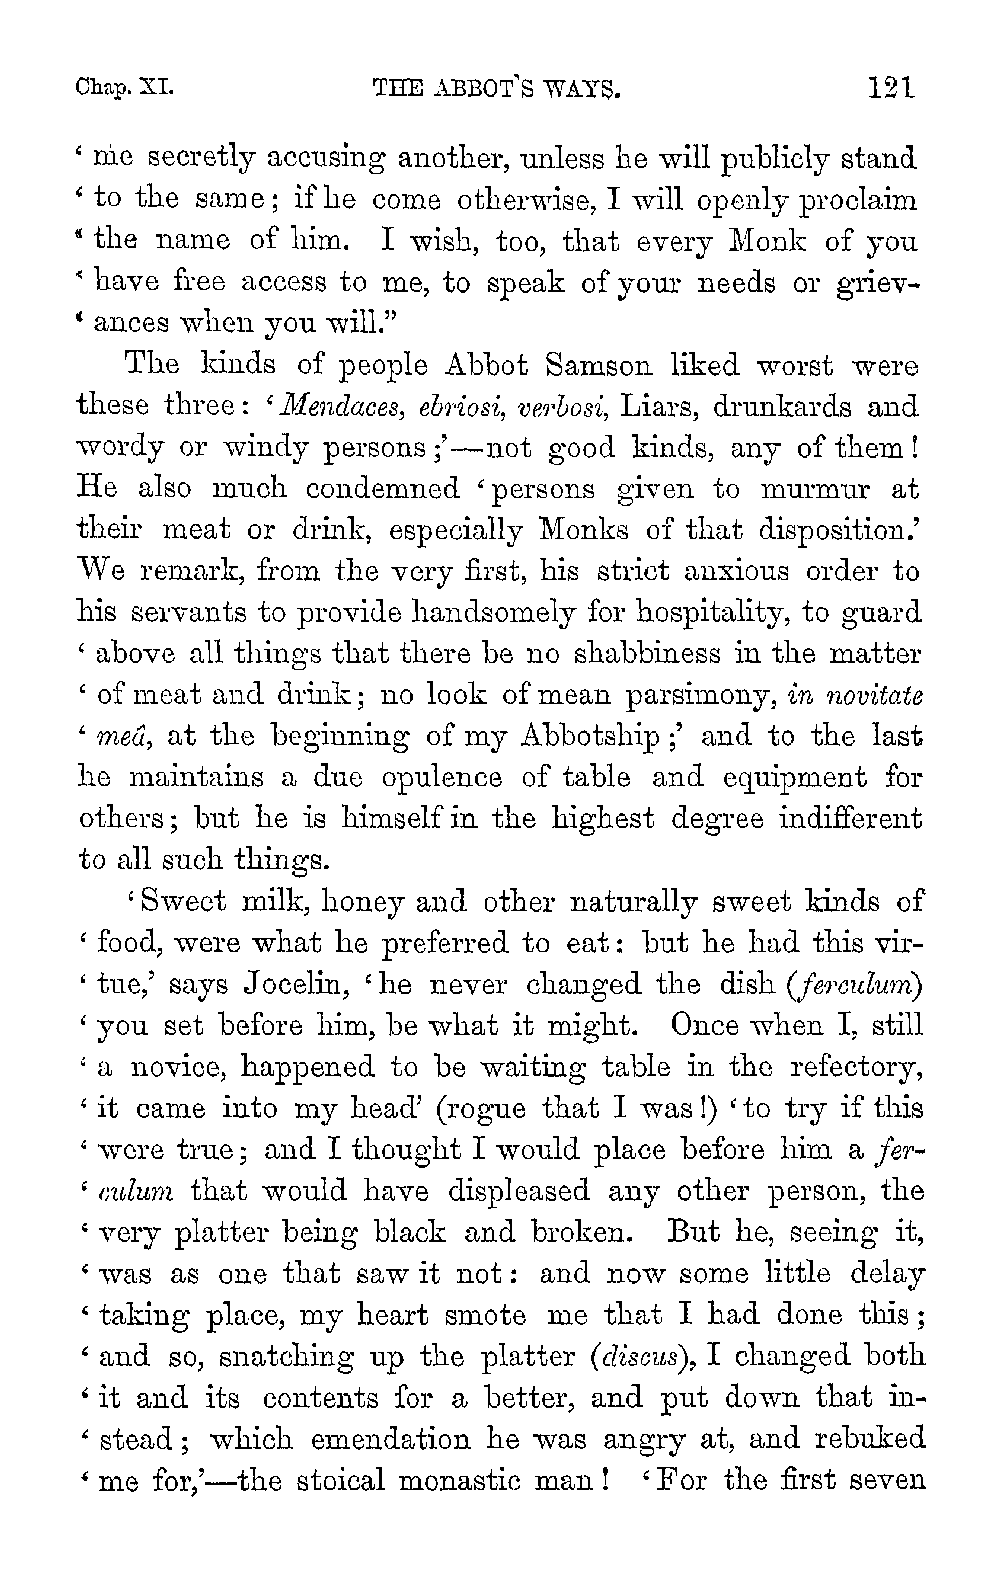 Chap. XI. THE ABBOT'S WAYS. 121
‘ me secretly accusing another, unless he will publicly stand
‘ to the same; if he come otherwise, I will openly proclaim
‘ the name of him. I wish, too, that every Monk of you
‘ have free access to me, to speak of your needs or griev-
‘ ances when you will.”
The kinds of people Abbot Samson liked worst were
these three: ‘Mendaces, ebriosi, verbosi, Liars, drunkards and
wordy or windy persons;’—not good kinds, any of them!
He also much condemned ‘persons given to murmur at
their meat or drink, especially Monks of that disposition.’
We remark, from the very first, his strict anxious order to
his servants to provide handsomely for hospitality, to guard
‘ above all things that there be no shabbiness in the matter
‘ of meat and drink; no look of mean parsimony, in novitate
‘ meâ, at the beginning of my Abbotship;’ and to the last
he maintains a due opulence of table and equipment for
others; but he is himself in the highest degree indifferent
to all such things.
‘Sweet milk, honey and other naturally sweet kinds of
‘ food, were what he preferred to eat: but he had this vir-
‘ tue,’ says Jocelin, ‘he never changed the dish (ferculum)
‘ you set before him, be what it might. Once when I, still
‘ a novice, happened to be waiting table in the refectory,
‘ it came into my head’ (rogue that I was!) ‘to try if this
‘ were true; and I thought I would place before him a fer-
‘ culum that would have displeased any other person, the
‘ very platter being black and broken. But he, seeing it,
‘ was as one that saw it not: and now some little delay
‘ taking place, my heart smote me that I had done this;
‘ and so, snatching up the platter (discus), I changed both
‘ it and its contents for a better, and put down that in-
‘ stead; which emendation he was angry at, and rebuked
‘ me for,’—the stoical monastic man! ‘For the first seven